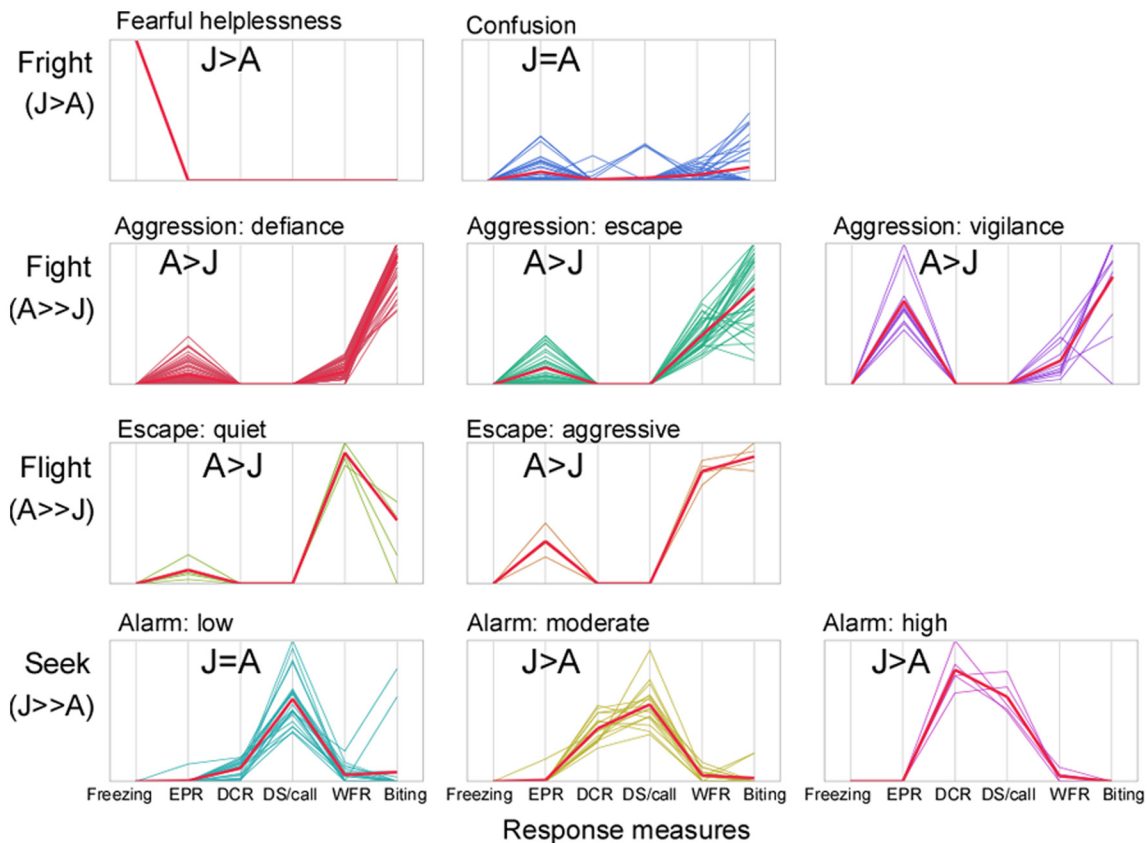 Fearful helplessness
Confusion
Fright
(J>A)
J>A
J=A
Aggression: defiance
Aggression: escape
Aggression: vigilance
Fight
(A>>J)
A>J
A>J
A>J
Escape: quiet
Escape: aggressive
Flight
(A>>J)
A>J
A>J
Alarm: low
Alarm: moderate
Alarm: high
Seek
(J>>A)
J=A
J>A
J>A
Freezing EPR DCR DS/call WFR Biting
Freezing EPR DCR DS/call WFR Biting
Freezing EPR DCR DS/call WFR Biting
Response measures